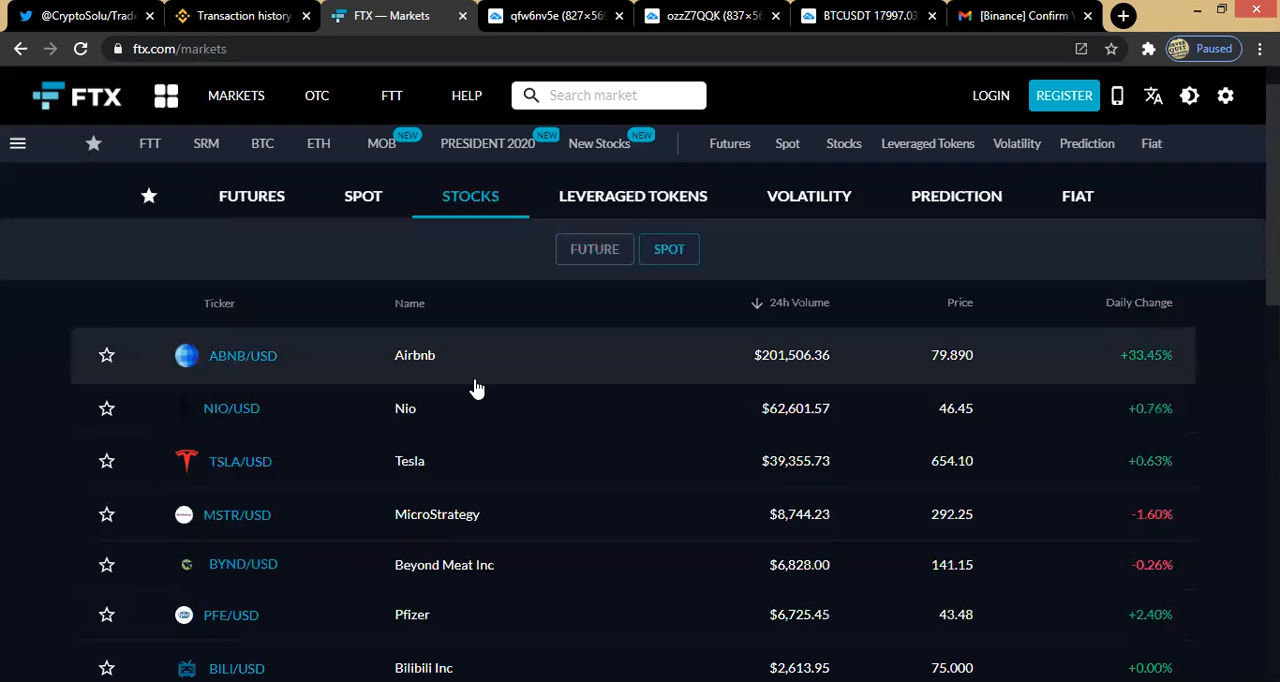 @CryptoSolu/Trade
Transaction history
FTX — Markets
qfw6nv5e (827×569
ozzZ7QQK (837×56
BTCUSDT 17997.03
[Binance] Confirm
ftx.com/markets
Paused
FTX
MARKETS
OTC
FTT
HELP
Search market
LOGIN
REGISTER
FTT
SRM
BTC
ETH
MOB NEW
PRESIDENT 2020 NEW
New Stocks NEW
Futures
Spot
Stocks
Leveraged Tokens
Volatility
Prediction
Fiat
FUTURES
SPOT
STOCKS
LEVERAGED TOKENS
VOLATILITY
PREDICTION
FIAT
FUTURE
SPOT
Ticker Name 24h Volume Price Daily Change
ABNB/USD Airbnb $201,506.36 79.890 +33.45%
NIO/USD Nio $62,601.57 46.45 +0.76%
TSLA/USD Tesla $39,355.73 654.10 +0.63%
MSTR/USD MicroStrategy $8,744.23 292.25 -1.60%
BYND/USD Beyond Meat Inc $6,828.00 141.15 -0.26%
PFE/USD Pfizer $6,725.45 43.48 +2.40%
BILI/USD Bilibili Inc $2,613.95 75.000 +0.00%